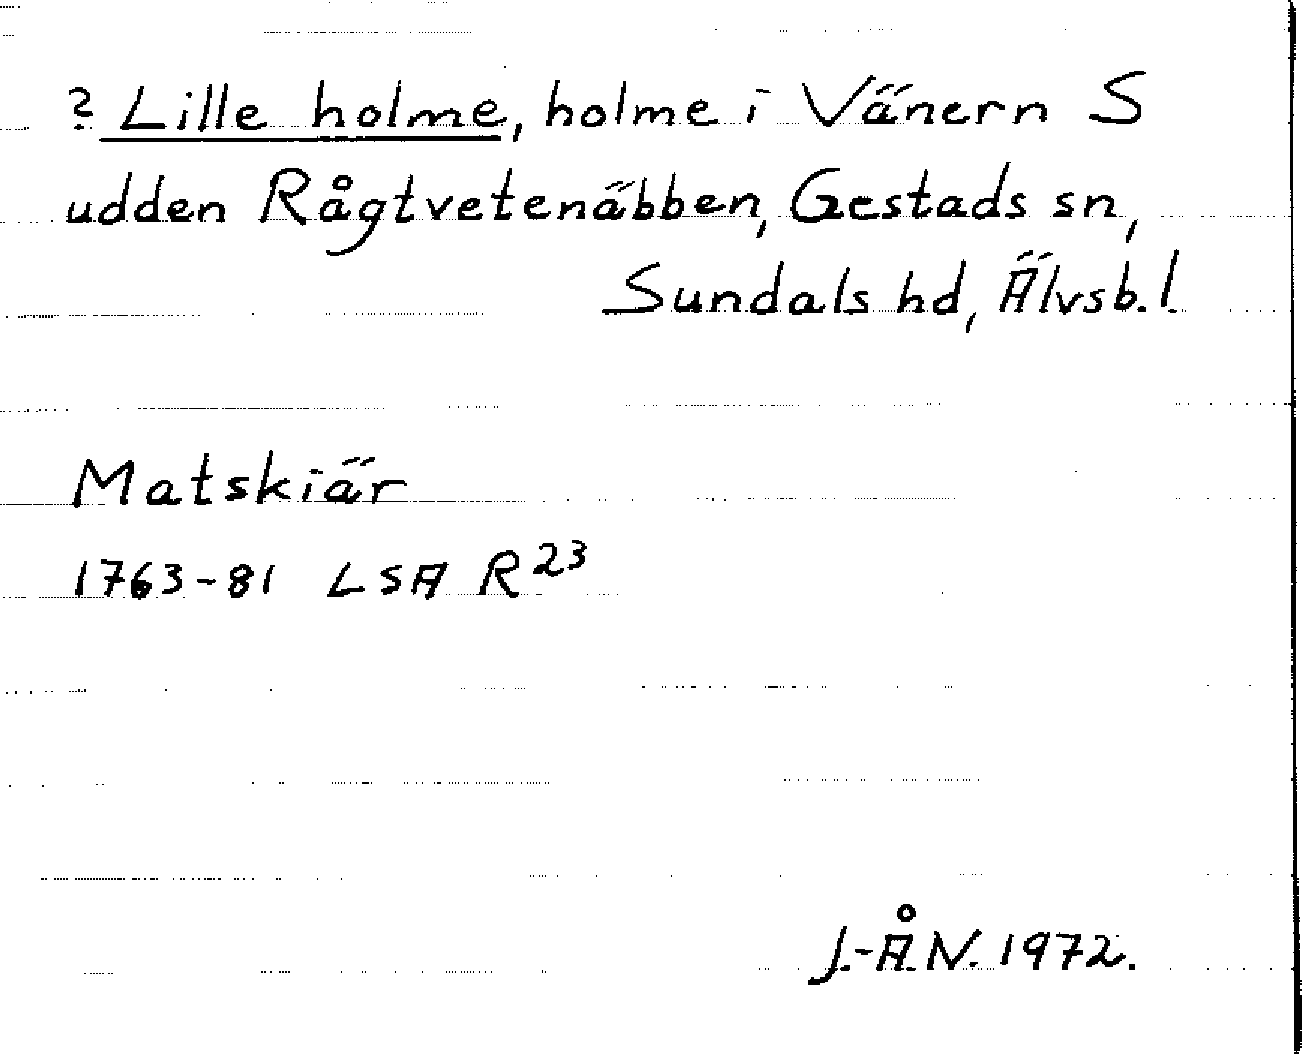 ? Lille holme, holme i Vänern S
udden Rågtvetenäbben, Gestads sn,
Sundals hd, Älvsb. l.
Matskiär
1763-81 LSA R²³
J.-Å.N. 1972.